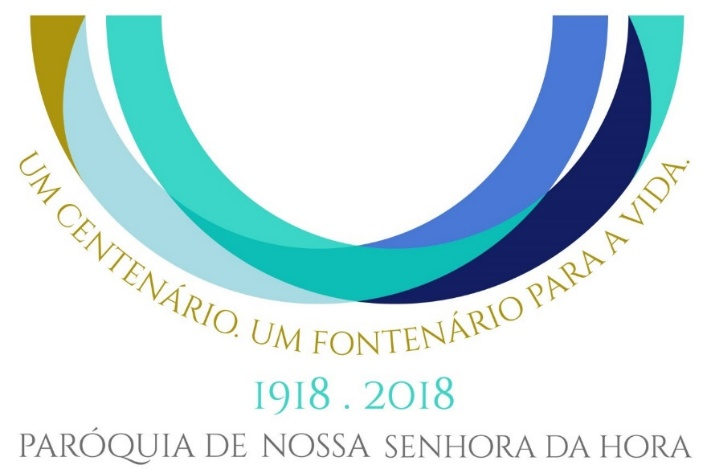 UM CENTENÁRIO. UM FONTENÁRIO PARA A VIDA.
1918 . 2018
PARÓQUIA DE NOSSA SENHORA DA HORA